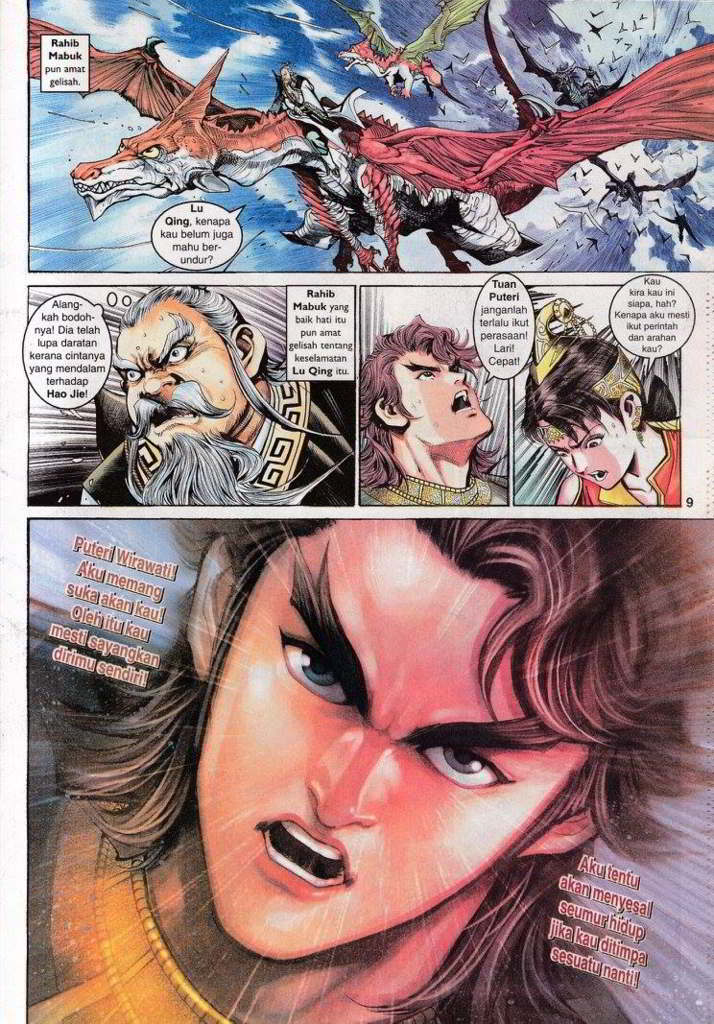 Rahib
Mabuk
pun amat
gelisah.
Lu
Qing, kenapa
kau belum juga
mahu ber-
undur?
Alang-
kah bodoh-
nya! Dia telah
lupa daratan
kerana cintanya
yang mendalam
terhadap
Hao Jie!
Rahib
Mabuk yang
baik hati itu
pun amat
gelisah tentang
keselamatan
Lu Qing itu.
Tuan
Puteri
janganlah
terlalu ikut
perasaan!
Lari!
Cepat!
Kau
kira kau ini
siapa, hah?
Kenapa aku mesti
ikut perintah
dan arahan
kau?
9
Puteri Wirawati!
Aku memang
suka akan kau!
Oleh itu kau
mesti sayangkan
dirimu sendiri!
Aku tentu
akan menyesal
seumur hidup
jika kau ditimpa
sesuatu nanti!